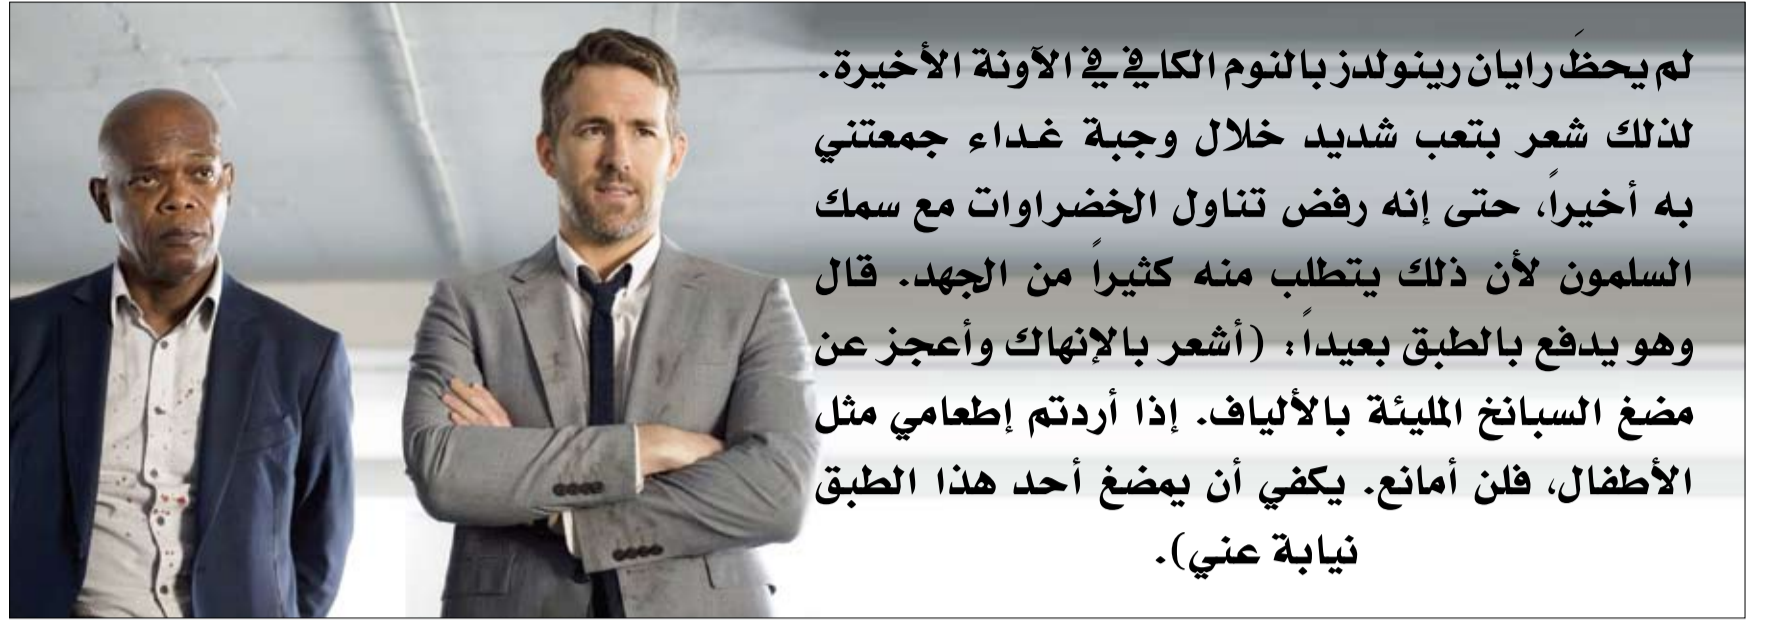 لم يحظَ رايان رينولدز بالنوم الكافي في الآونة الأخيرة.
لذلك شعر بتعب شديد خلال وجبة غداء جمعتني
به أخيراً، حتى إنه رفض تناول الخضراوات مع سمك
السلمون لأن ذلك يتطلب منه كثيراً من الجهد. قال
وهو يدفع بالطبق بعيداً: (أشعر بالإنهاك وأعجز عن
مضغ السبانخ المليئة بالألياف. إذا أردتم إطعامي مثل
الأطفال، فلن أمانع. يكفي أن يمضغ أحد هذا الطبق
نيابة عني).